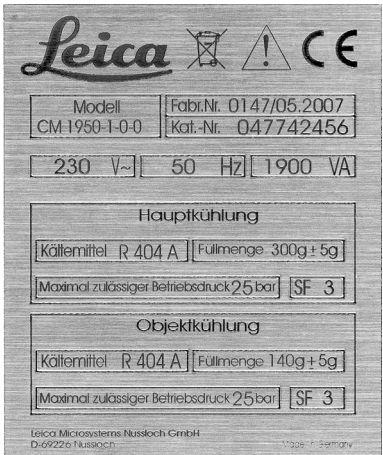 Leica CE
Modell
CM 1950-1-0-0
Fabr.Nr. 0147/05.2007
Kat.-Nr. 047742456
230 V~ 50 Hz 1900 VA
Hauptkühlung
Kältemittel R 404 A Füllmenge 300g±5g
Maximal zulässiger Betriebsdruck 25 bar SF 3
Objektkühlung
Kältemittel R 404 A Füllmenge 140g±5g
Maximal zulässiger Betriebsdruck 25 bar SF 3
Leica Microsystems Nussloch GmbH
D-69226 Nussloch Made in Germany